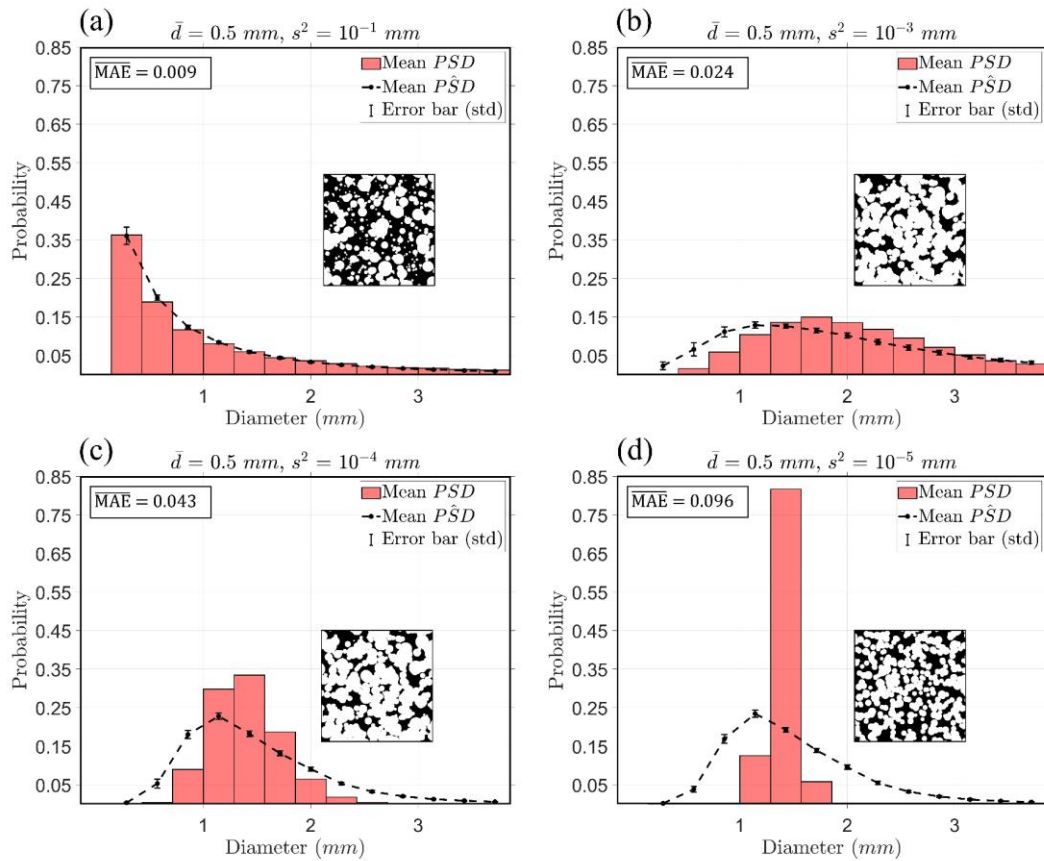 (a)
d̄ = 0.5 mm, s² = 10⁻¹ mm
MAE = 0.009
Mean PSD
Mean PŜD
Error bar (std)
0.85
0.75
0.65
0.55
0.45
0.35
0.25
0.15
0.05
Probability
1 2 3
Diameter (mm)
(b)
d̄ = 0.5 mm, s² = 10⁻³ mm
MAE = 0.024
Mean PSD
Mean PŜD
Error bar (std)
0.85
0.75
0.65
0.55
0.45
0.35
0.25
0.15
0.05
Probability
1 2 3
Diameter (mm)
(c)
d̄ = 0.5 mm, s² = 10⁻⁴ mm
MAE = 0.043
Mean PSD
Mean PŜD
Error bar (std)
0.85
0.75
0.65
0.55
0.45
0.35
0.25
0.15
0.05
Probability
1 2 3
Diameter (mm)
(d)
d̄ = 0.5 mm, s² = 10⁻⁵ mm
MAE = 0.096
Mean PSD
Mean PŜD
Error bar (std)
0.85
0.75
0.65
0.55
0.45
0.35
0.25
0.15
0.05
Probability
1 2 3
Diameter (mm)